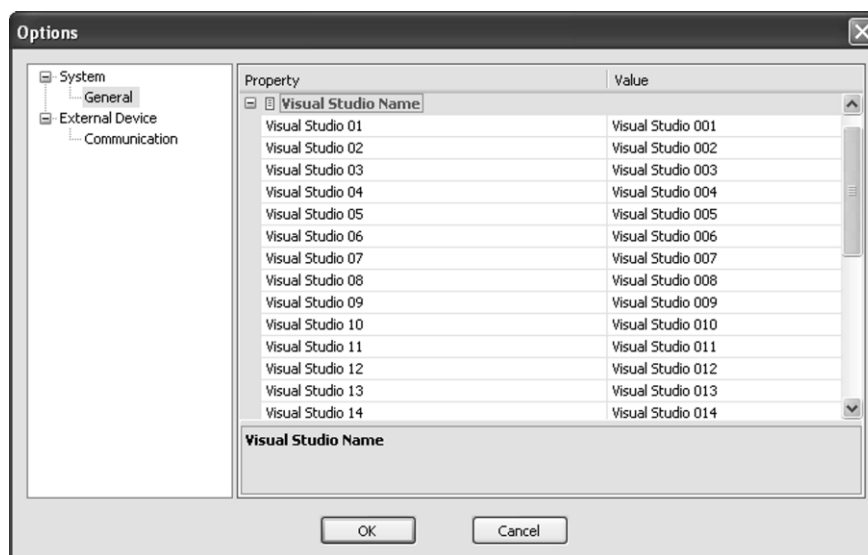 Options
System
General
External Device
Communication
Property Value
Visual Studio Name
Visual Studio 01 Visual Studio 001
Visual Studio 02 Visual Studio 002
Visual Studio 03 Visual Studio 003
Visual Studio 04 Visual Studio 004
Visual Studio 05 Visual Studio 005
Visual Studio 06 Visual Studio 006
Visual Studio 07 Visual Studio 007
Visual Studio 08 Visual Studio 008
Visual Studio 09 Visual Studio 009
Visual Studio 10 Visual Studio 010
Visual Studio 11 Visual Studio 011
Visual Studio 12 Visual Studio 012
Visual Studio 13 Visual Studio 013
Visual Studio 14 Visual Studio 014
Visual Studio Name
OK Cancel